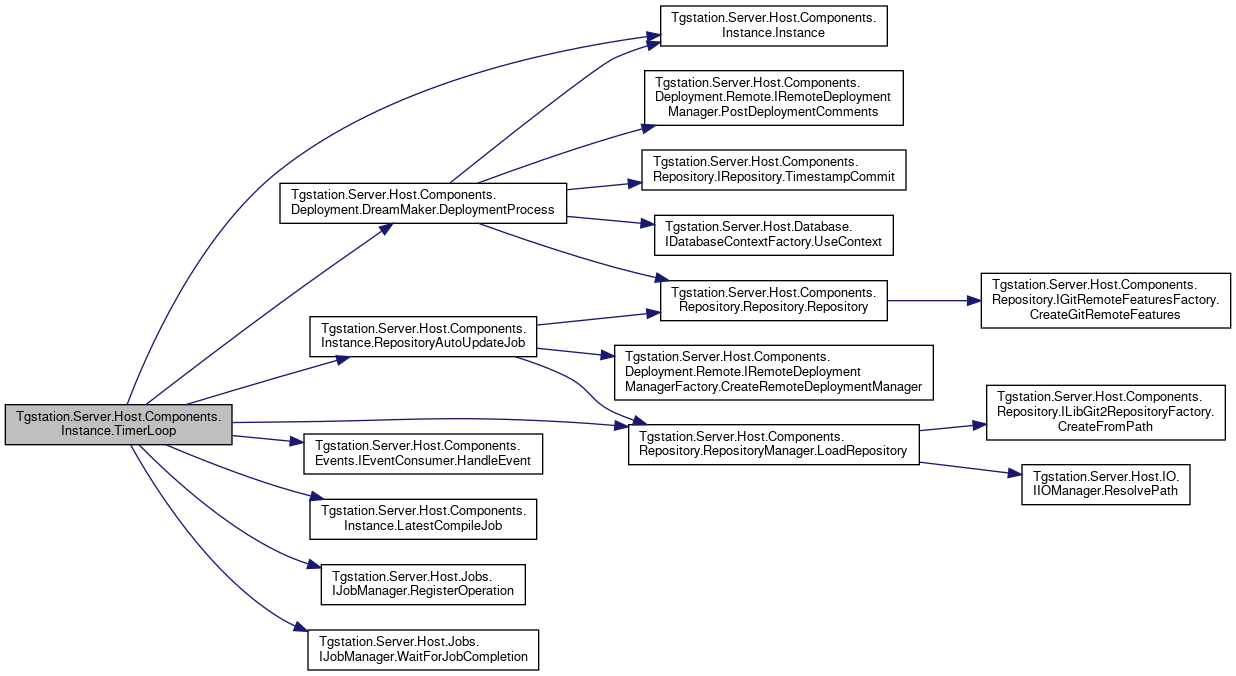 Tgstation.Server.Host.Components.
Instance.TimerLoop
Tgstation.Server.Host.Components.
Instance.Instance
Tgstation.Server.Host.Components.
Deployment.DreamMaker.DeploymentProcess
Tgstation.Server.Host.Components.
Deployment.Remote.IRemoteDeployment
Manager.PostDeploymentComments
Tgstation.Server.Host.Components.
Repository.IRepository.TimestampCommit
Tgstation.Server.Host.Database.
IDatabaseContextFactory.UseContext
Tgstation.Server.Host.Components.
Repository.Repository.Repository
Tgstation.Server.Host.Components.
Repository.IGitRemoteFeaturesFactory.
CreateGitRemoteFeatures
Tgstation.Server.Host.Components.
Instance.RepositoryAutoUpdateJob
Tgstation.Server.Host.Components.
Deployment.Remote.IRemoteDeployment
ManagerFactory.CreateRemoteDeploymentManager
Tgstation.Server.Host.Components.
Repository.RepositoryManager.LoadRepository
Tgstation.Server.Host.Components.
Repository.ILibGit2RepositoryFactory.
CreateFromPath
Tgstation.Server.Host.IO.
IIOManager.ResolvePath
Tgstation.Server.Host.Components.
Events.IEventConsumer.HandleEvent
Tgstation.Server.Host.Components.
Instance.LatestCompileJob
Tgstation.Server.Host.Jobs.
IJobManager.RegisterOperation
Tgstation.Server.Host.Jobs.
IJobManager.WaitForJobCompletion